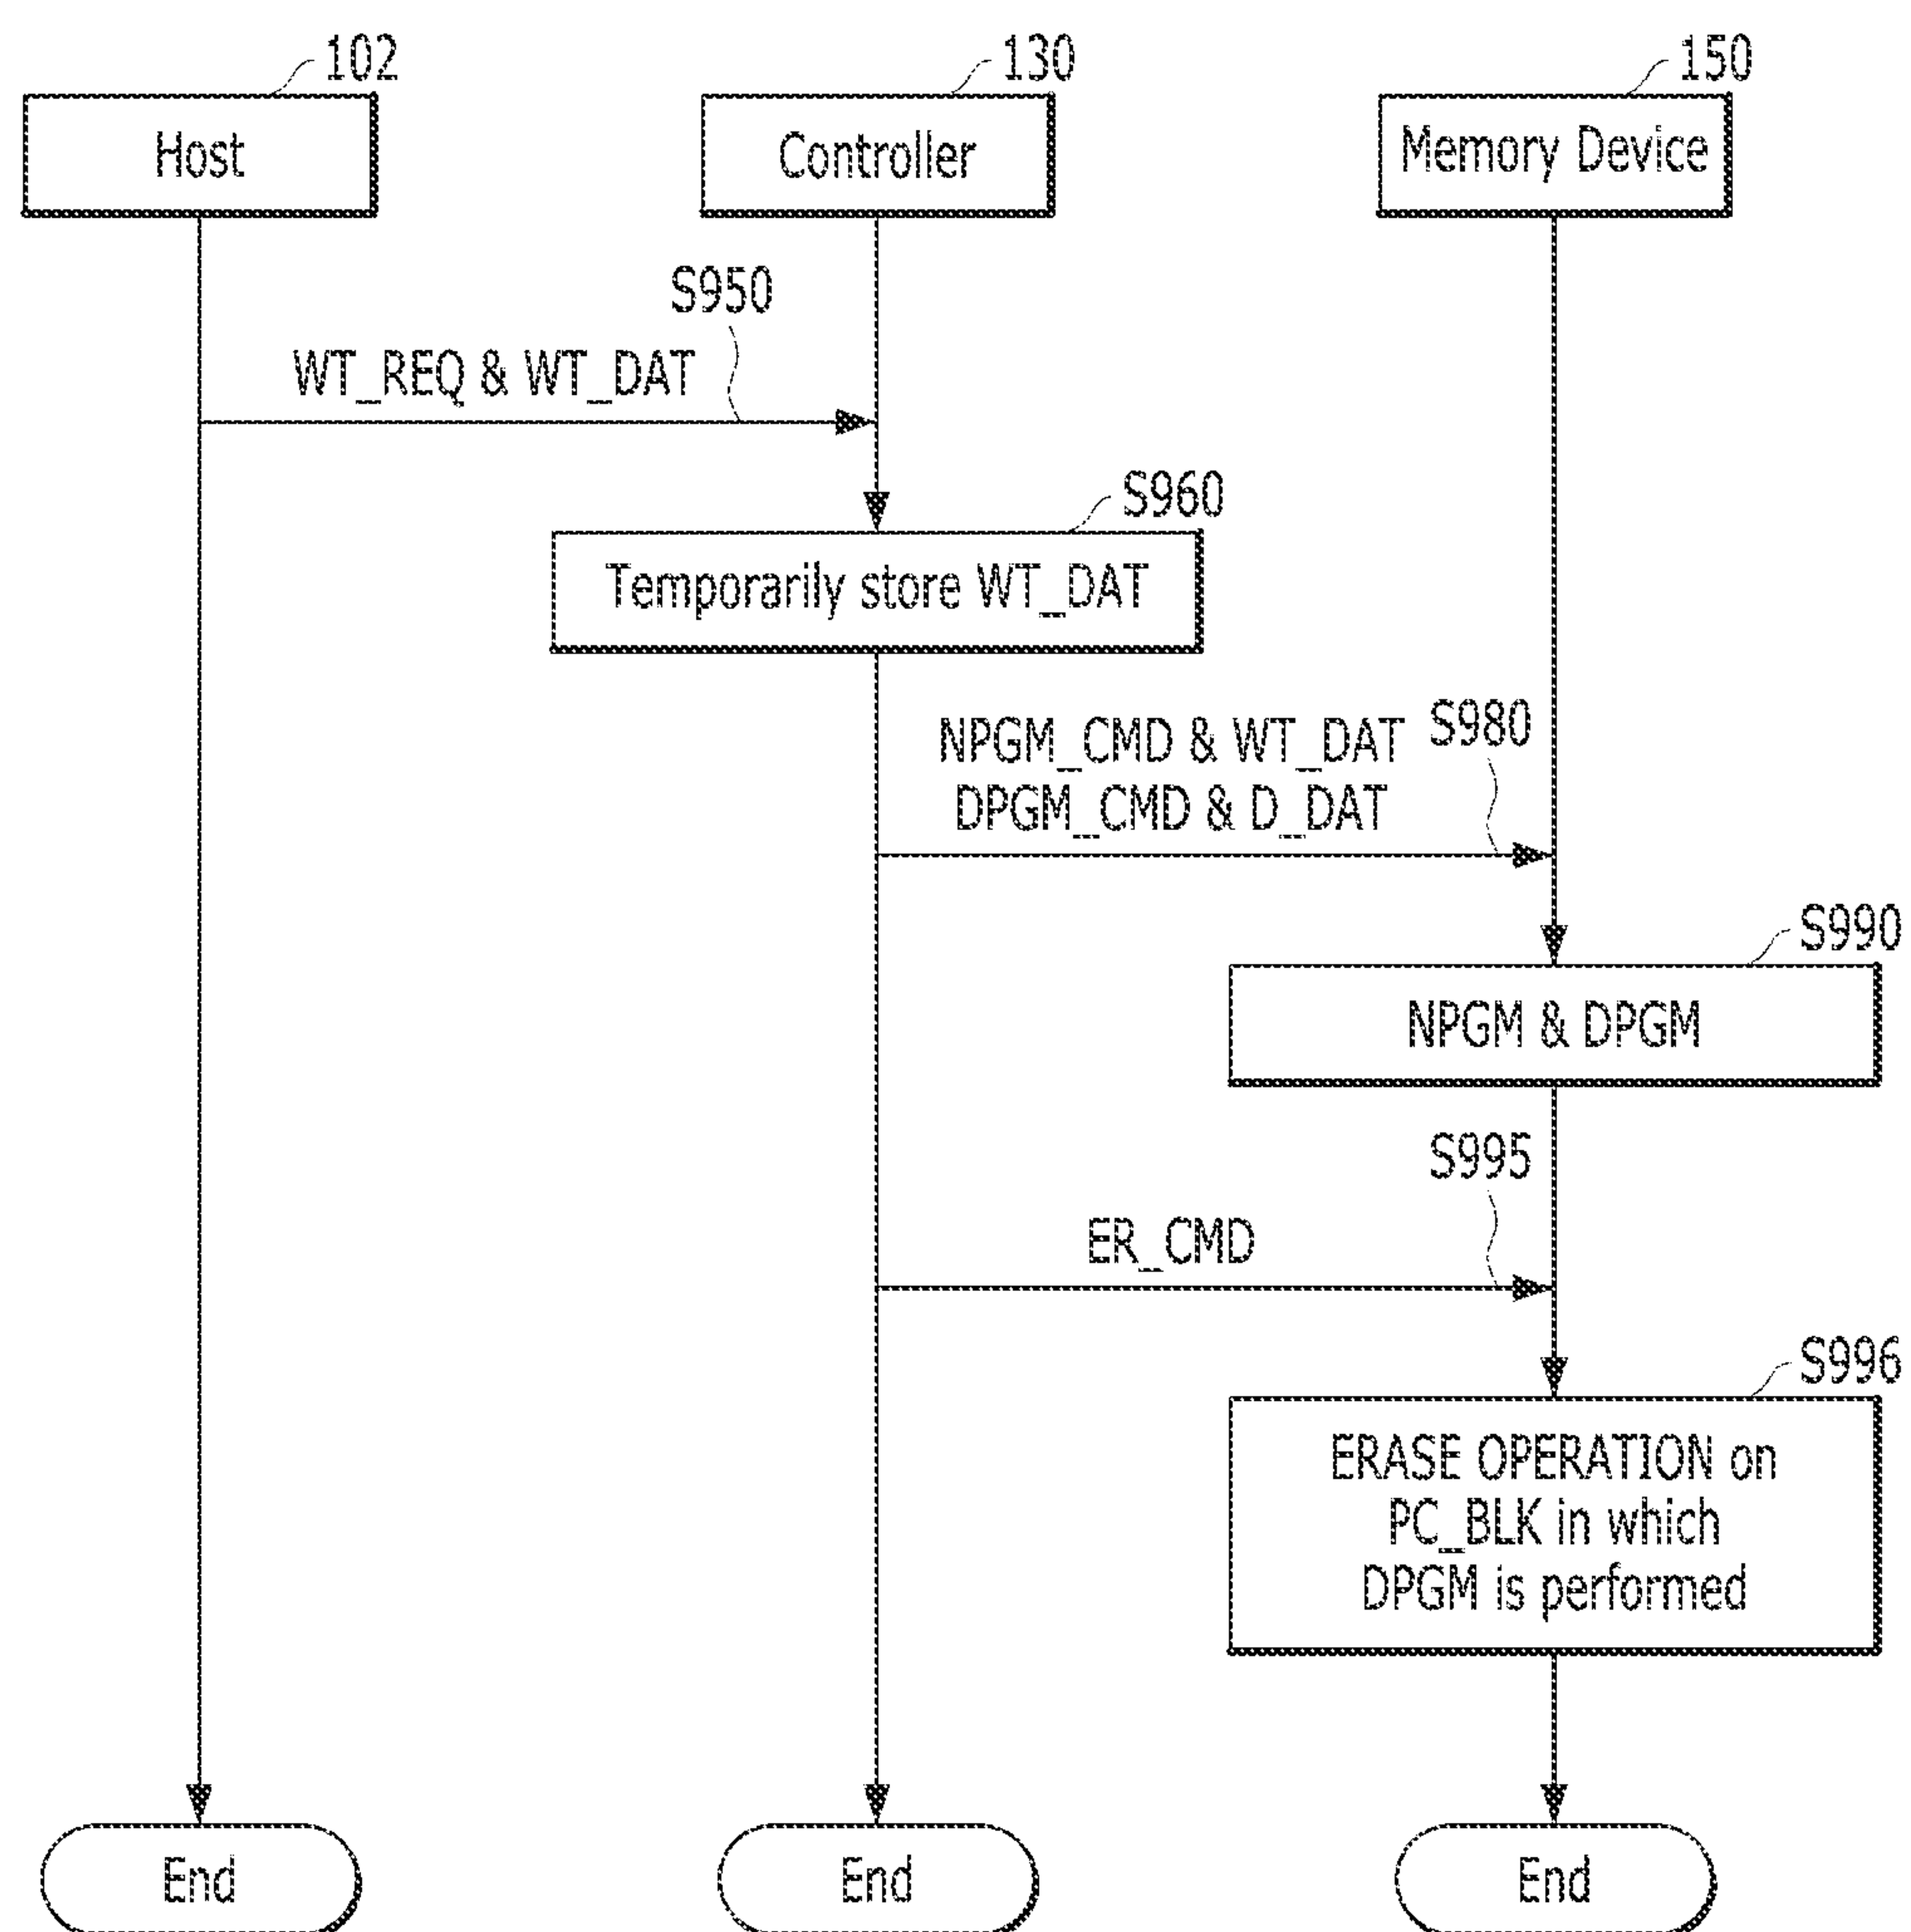 102
130
150
Host
Controller
Memory Device
S950
WT_REQ & WT_DAT
S960
Temporarily store WT_DAT
S980
NPGM_CMD & WT_DAT
DPGM_CMD & D_DAT
S990
NPGM & DPGM
S995
ER_CMD
S996
ERASE OPERATION on
PC_BLK in which
DPGM is performed
End
End
End